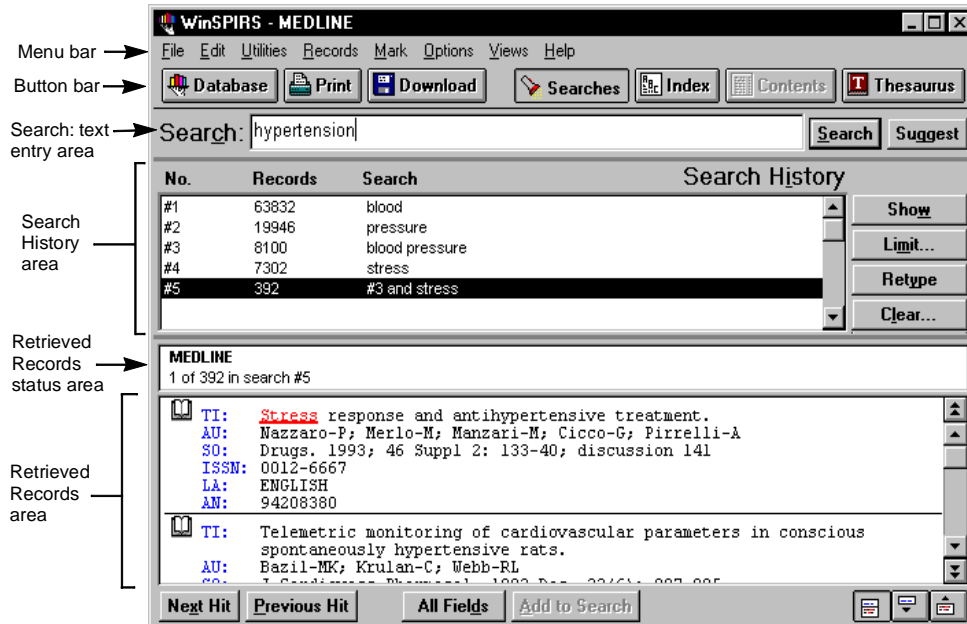 WinSPIRS - MEDLINE
Menu bar
File Edit Utilities Records Mark Options Views Help
Button bar
Database Print Download Searches Index Contents Thesaurus
Search: text
entry area
Search: hypertension Search Suggest
Search
History
area
No. Records Search Search History
#1 63832 blood
#2 19946 pressure
#3 8100 blood pressure
#4 7302 stress
#5 392 #3 and stress
Show
Limit...
Retype
Clear...
Retrieved
Records
status area
MEDLINE
1 of 392 in search #5
Retrieved
Records
area
TI: Stress response and antihypertensive treatment.
AU: Nazzaro-P; Merlo-M; Manzari-M; Cicco-G; Pirrelli-A
SO: Drugs. 1993; 46 Suppl 2: 133-40; discussion 141
ISSN: 0012-6667
LA: ENGLISH
AN: 94208380
TI: Telemetric monitoring of cardiovascular parameters in conscious
spontaneously hypertensive rats.
AU: Bazil-MK; Krulan-C; Webb-RL
Next Hit Previous Hit All Fields Add to Search